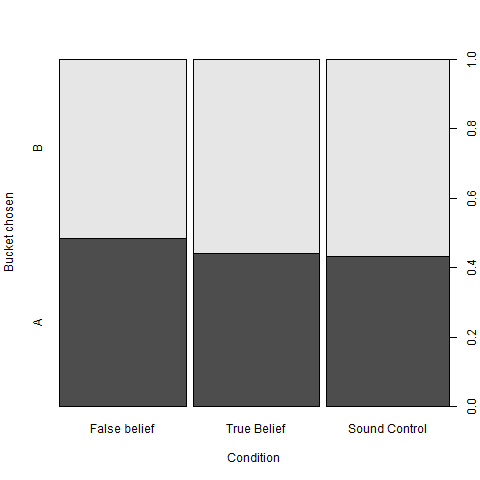 Bucket chosen
B
A
1.0
0.8
0.6
0.4
0.2
0.0
False belief
True Belief
Sound Control
Condition